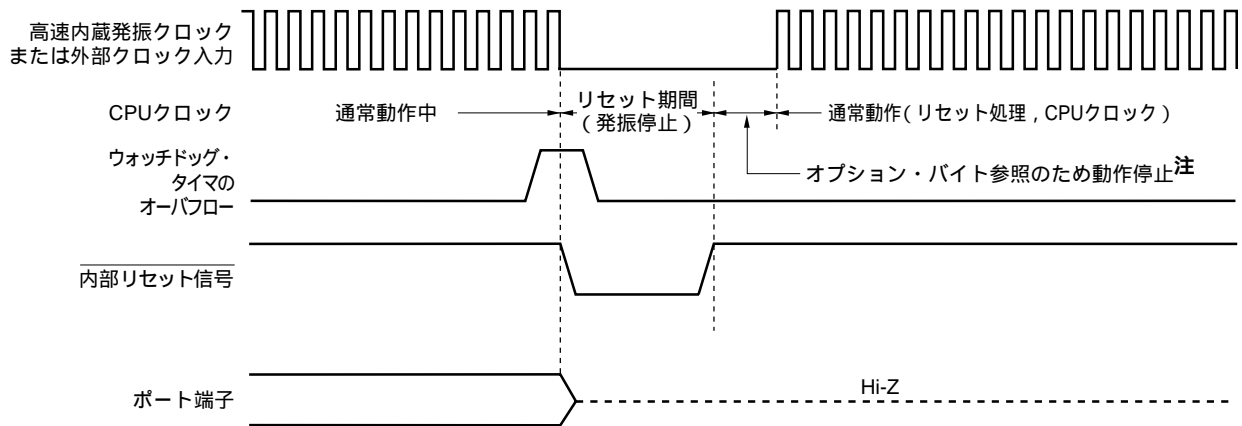 高速内蔵発振クロック
または外部クロック入力
CPUクロック
通常動作中
リセット期間
(発振停止)
通常動作(リセット処理，CPUクロック)
ウォッチドッグ・
タイマの
オーバフロー
オプション・バイト参照のため動作停止注
内部リセット信号
ポート端子
Hi-Z